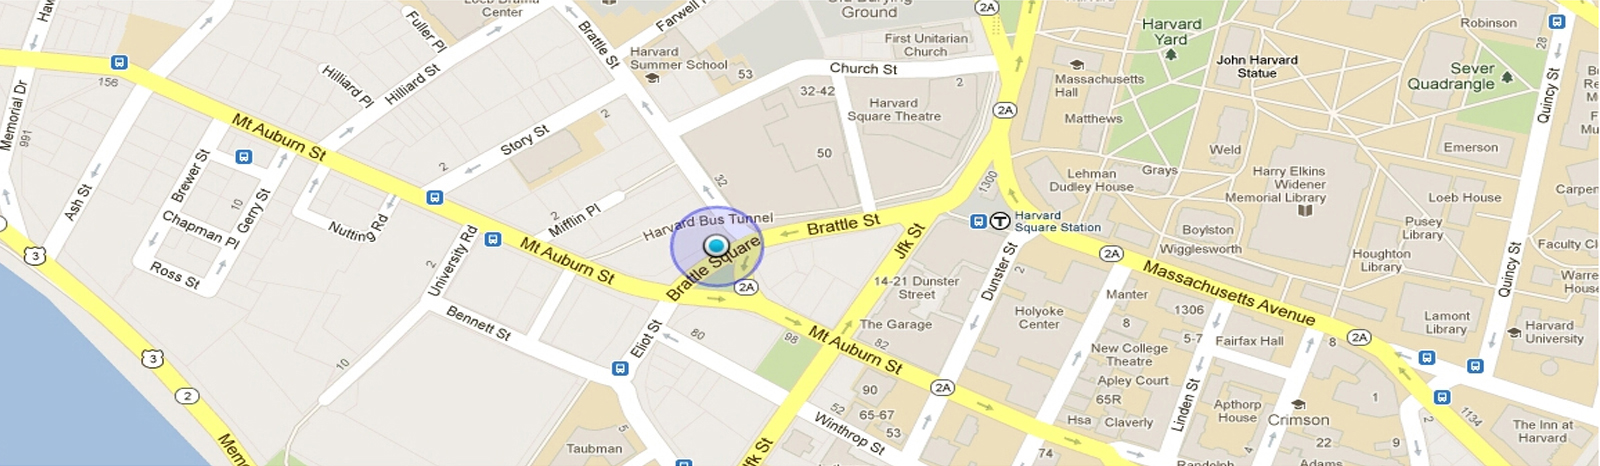 Loeb Drama
Center
Fuller Pl
Hilliard Pl
Hilliard St
Brattle St
Farwell
Harvard
Summer School
53
Old Burying
Ground
First Unitarian
Church
Church St
2
2A
32-42
Harvard
Square Theatre
50
2A
Harvard
Yard
Massachusetts
Hall
Matthews
John Harvard
Statue
Sever
Quadrangle
Robinson
28
Quincy St
Emerson
Weld
Grays
Lehman
Dudley House
Harry Elkins
Widener
Memorial Library
Loeb House
Pusey
Library
Houghton
Library
Boylston
Wigglesworth
Harvard
Square Station
1300
Quincy St
Faculty
Lamont
Library
Harvard
University
Memorial Dr
991
156
Mt Auburn St
Ash St
Brewer St
Gerry St
10
Chapman Pl
Ross St
Nutting Rd
2
Story St
2
Mifflin Pl
2
32
Harvard Bus Tunnel
Brattle St
Brattle Square
2A
Mt Auburn St
University Rd
2
Bennett St
Eliot St
10
3
3
2
80
98
Mt Auburn St
Jfk St
14-21 Dunster
Street
Dunster St
2
The Garage
82
90
65-67
53
52
Winthrop St
Taubman
5
Holyoke
Center
2A
Massachusetts Avenue
2A
Manter
8
New College
Theatre
Apley Court
65R
Hsa
Claverly
74
1306
5-7
Fairfax Hall
8
Linden St
Apthorp
House
Crimson
22
Adams
4
Randolph
1
9
2A
1134
2
The Inn at
Harvard